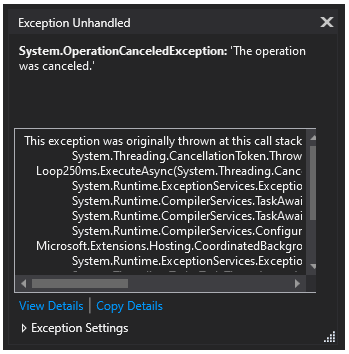 Exception Unhandled
System.OperationCanceledException: 'The operation
was canceled.'
This exception was originally thrown at this call stack
System.Threading.CancellationToken.Throw
Loop250ms.ExecuteAsync(System.Threading.Canc
System.Runtime.ExceptionServices.Exceptio
System.Runtime.CompilerServices.TaskAwai
System.Runtime.CompilerServices.TaskAwai
System.Runtime.CompilerServices.Configur
Microsoft.Extensions.Hosting.CoordinatedBackgro
System.Runtime.ExceptionServices.Exceptio
View Details | Copy Details
Exception Settings